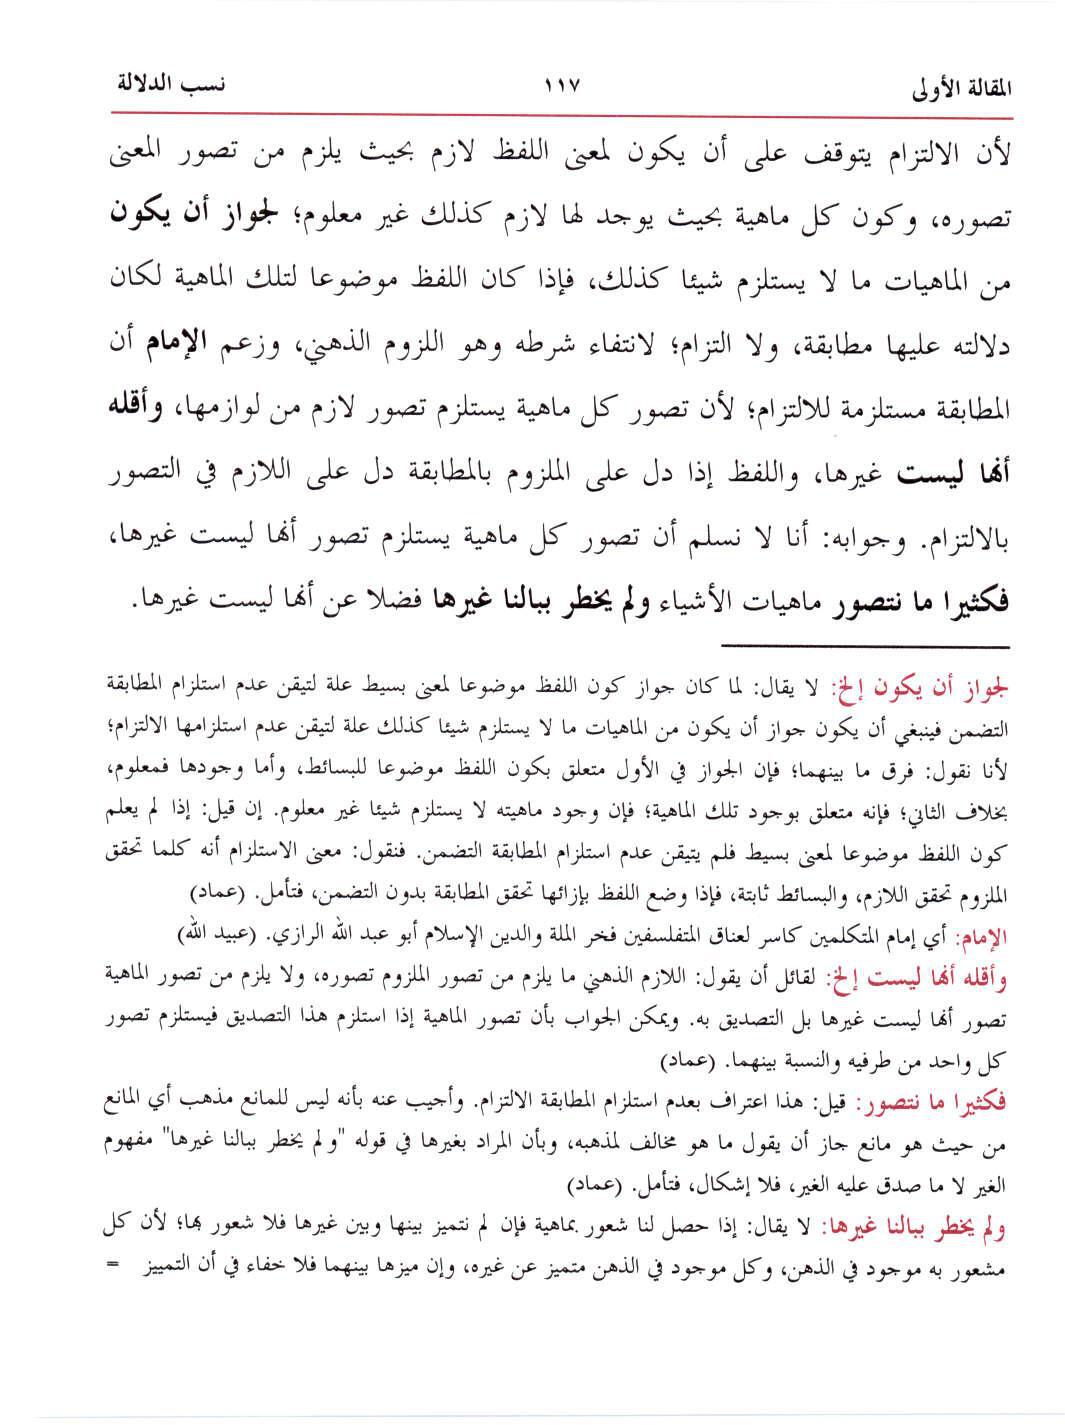 المقالة الأولى ١١٧ نسب الدلالة
لأن الالتزام يتوقف على أن يكون لمعنى اللفظ لازم بحيث يلزم من تصور المعنى
تصوره، وكون كل ماهية بحيث يوجد لها لازم كذلك غير معلوم؛ لجواز أن يكون
من الماهيات ما لا يستلزم شيئا كذلك، فإذا كان اللفظ موضوعا لتلك الماهية لكان
دلالته عليها مطابقة، ولا التزام؛ لانتفاء شرطه وهو اللزوم الذهني، وزعم الإمام أن
المطابقة مستلزمة للالتزام؛ لأن تصور كل ماهية يستلزم تصور لازم من لوازمها، وأقله
أنها ليست غيرها، واللفظ إذا دل على الملزوم بالمطابقة دل على اللازم في التصور
بالالتزام. وجوابه: أنا لا نسلم أن تصور كل ماهية يستلزم تصور أنها ليست غيرها،
فكثيرا ما نتصور ماهيات الأشياء ولم يخطر ببالنا غيرها فضلا عن أنها ليست غيرها.
لجواز أن يكون إلخ: لا يقال: لما كان جواز كون اللفظ موضوعا لمعنى بسيط علة لتيقن عدم استلزام المطابقة
التضمن فينبغي أن يكون جواز أن يكون من الماهيات ما لا يستلزم شيئا كذلك علة لتيقن عدم استلزامها الالتزام؛
لأنا نقول: فرق ما بينهما؛ فإن الجواز في الأول متعلق بكون اللفظ موضوعا للبسائط، وأما وجودها فمعلوم،
بخلاف الثاني؛ فإنه متعلق بوجود تلك الماهية؛ فإن وجود ماهيته لا يستلزم شيئا غير معلوم. إن قيل: إذا لم يعلم
كون اللفظ موضوعا لمعنى بسيط فلم يتيقن عدم استلزام المطابقة التضمن. فنقول: معنى الاستلزام أنه كلما تحقق
الملزوم تحقق اللازم، والبسائط ثابتة، فإذا وضع اللفظ بإزائها تحقق المطابقة بدون التضمن، فتأمل. (عماد)
الإمام: أي إمام المتكلمين كاسر لعناق المتفلسفين فخر الملة والدين الإسلام أبو عبد الله الرازي. (عبيد الله)
وأقله أنها ليست إلخ: لقائل أن يقول: اللازم الذهني ما يلزم من تصور الملزوم تصوره، ولا يلزم من تصور الماهية
تصور أنها ليست غيرها بل التصديق به. ويمكن الجواب بأن تصور الماهية إذا استلزم هذا التصديق فيستلزم تصور
كل واحد من طرفيه والنسبة بينهما. (عماد)
فكثيرا ما نتصور: قيل: هذا اعتراف بعدم استلزام المطابقة الالتزام. وأجيب عنه بأنه ليس للمانع مذهب أي المانع
من حيث هو مانع جاز أن يقول ما هو مخالف لمذهبه، وبأن المراد بغيرها في قوله "ولم يخطر ببالنا غيرها" مفهوم
الغير لا ما صدق عليه الغير، فلا إشكال، فتأمل. (عماد)
ولم يخطر ببالنا غيرها: لا يقال: إذا حصل لنا شعور بماهية فإن لم نتميز بينها وبين غيرها فلا شعور بها؛ لأن كل
مشعور به موجود في الذهن، وكل موجود في الذهن متميز عن غيره، وإن ميزها بينهما فلا خفاء في أن التمييز =